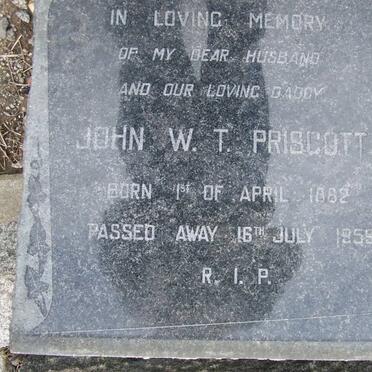 IN LOVING MEMORY
OF MY DEAR HUSBAND
AND OUR LOVING DADDY
JOHN W. T. PRISCOTT
BORN 1ST OF APRIL 1882
PASSED AWAY 16TH JULY 1959
R. I. P.